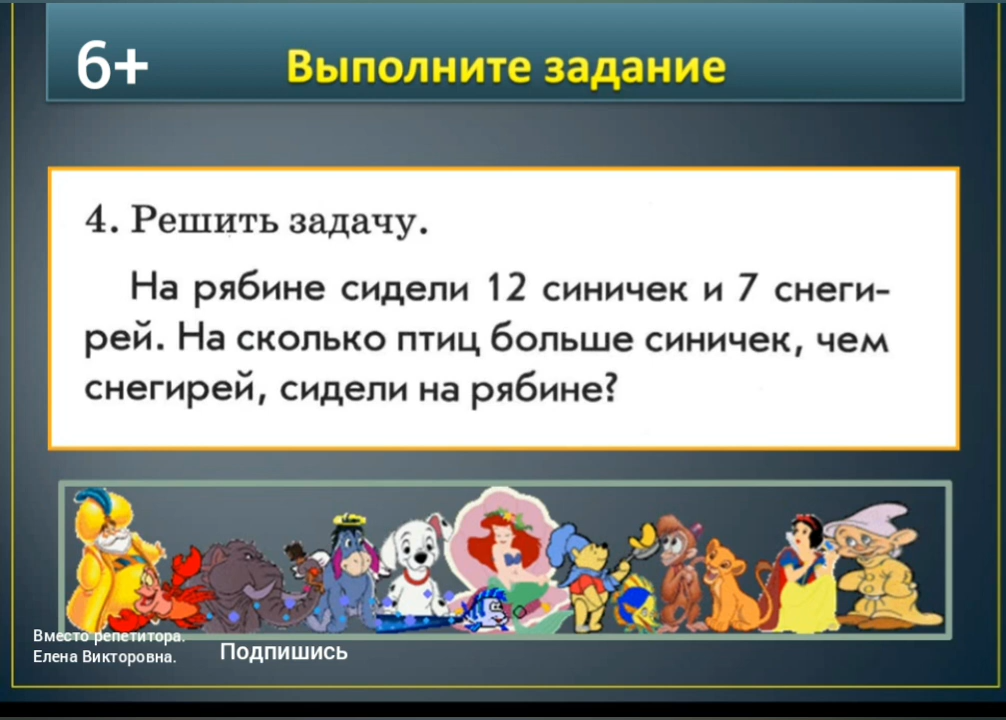 6+
Выполните задание
4. Решить задачу.
На рябине сидели 12 синичек и 7 снеги-
рей. На сколько птиц больше синичек, чем
снегирей, сидели на рябине?
Вместо репетитора.
Елена Викторовна.
Подпишись